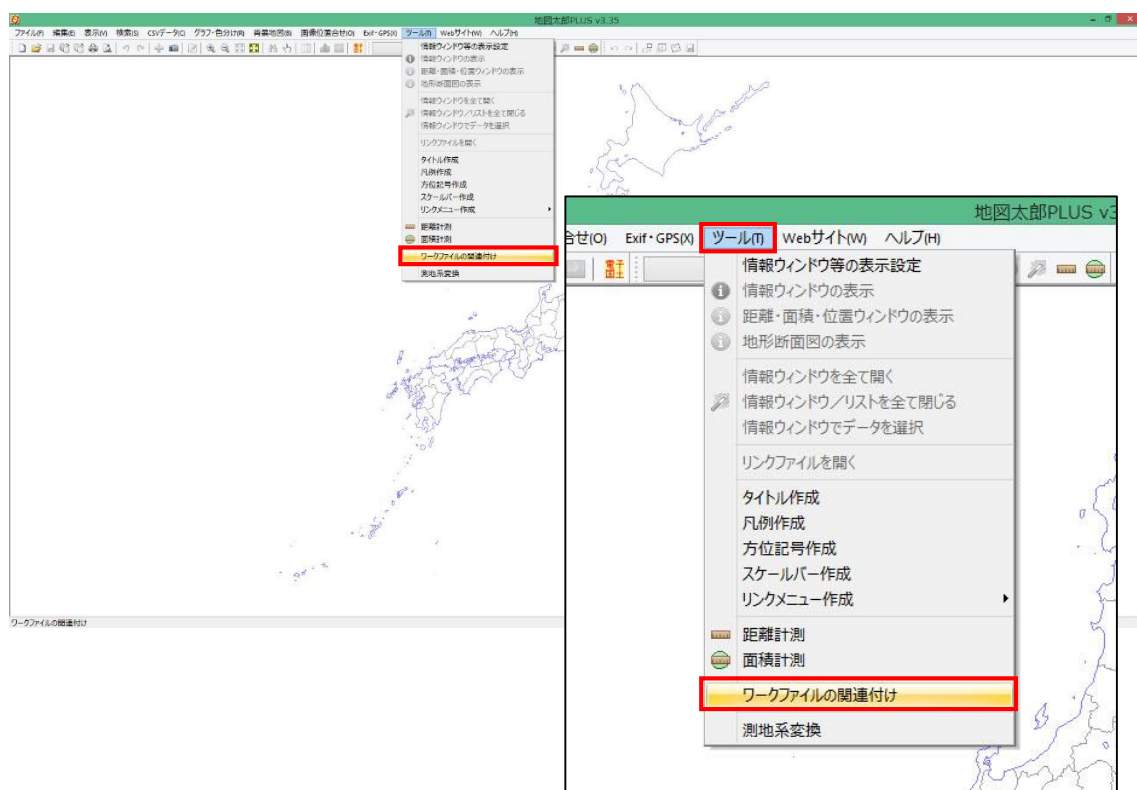 地図太郎PLUS v3.35
ファイル(F) 編集(E) 表示(V) 検索(S) CSVデータ(C) グラフ・色分け(R) 背景地図(B) 画像位置合せ(O) Exif・GPS(X) ツール(T) Webサイト(W) ヘルプ(H)
情報ウィンドウ等の表示設定
情報ウィンドウの表示
距離・面積・位置ウィンドウの表示
地形断面図の表示
情報ウィンドウを全て開く
情報ウィンドウ/リストを全て閉じる
情報ウィンドウでデータを選択
リンクファイルを開く
タイトル作成
凡例作成
方位記号作成
スケールバー作成
リンクメニュー作成
距離計測
面積計測
ワークファイルの関連付け
測地系変換
ワークファイルの関連付け
地図太郎PLUS v3
合せ(O) Exif・GPS(X) ツール(T) Webサイト(W) ヘルプ(H)
電子
国土
情報ウィンドウ等の表示設定
情報ウィンドウの表示
距離・面積・位置ウィンドウの表示
地形断面図の表示
情報ウィンドウを全て開く
情報ウィンドウ/リストを全て閉じる
情報ウィンドウでデータを選択
リンクファイルを開く
タイトル作成
凡例作成
方位記号作成
スケールバー作成
リンクメニュー作成
距離計測
面積計測
ワークファイルの関連付け
測地系変換